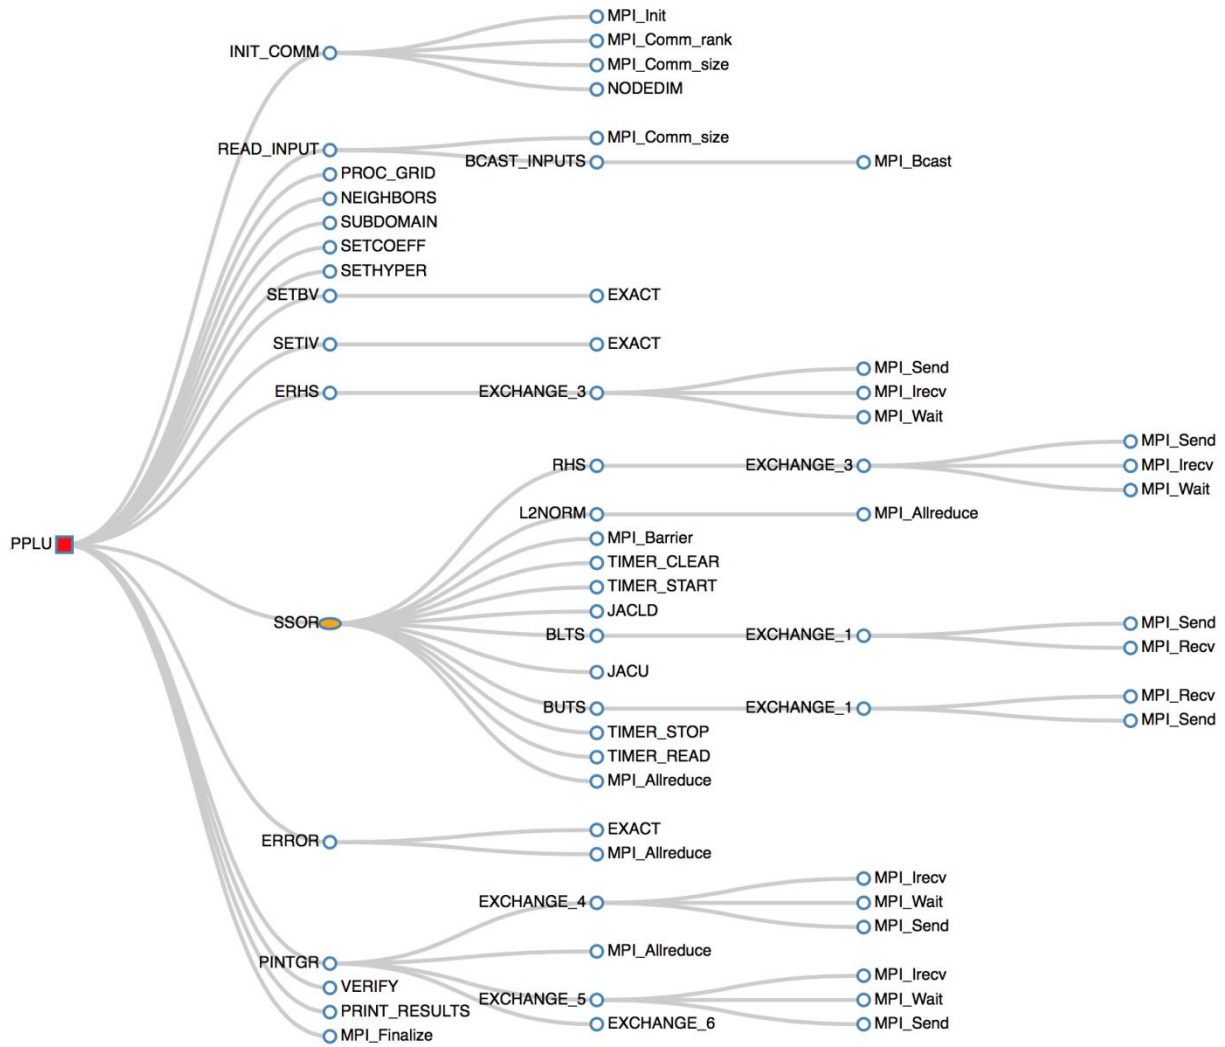 MPI_Init
MPI_Comm_rank
INIT_COMM
MPI_Comm_size
NODEDIM
MPI_Comm_size
READ_INPUT
BCAST_INPUTS
MPI_Bcast
PROC_GRID
NEIGHBORS
SUBDOMAIN
SETCOEFF
SETHYPER
SETBV
EXACT
SETIV
EXACT
MPI_Send
ERHS
EXCHANGE_3
MPI_Irecv
MPI_Wait
MPI_Send
RHS
EXCHANGE_3
MPI_Irecv
MPI_Wait
L2NORM
MPI_Allreduce
MPI_Barrier
PPLU
TIMER_CLEAR
TIMER_START
JACLD
MPI_Send
SSOR
BLTS
EXCHANGE_1
MPI_Recv
JACU
MPI_Recv
BUTS
EXCHANGE_1
MPI_Send
TIMER_STOP
TIMER_READ
MPI_Allreduce
EXACT
ERROR
MPI_Allreduce
MPI_Irecv
EXCHANGE_4
MPI_Wait
MPI_Send
MPI_Allreduce
PINTGR
MPI_Irecv
VERIFY
EXCHANGE_5
MPI_Wait
PRINT_RESULTS
EXCHANGE_6
MPI_Send
MPI_Finalize